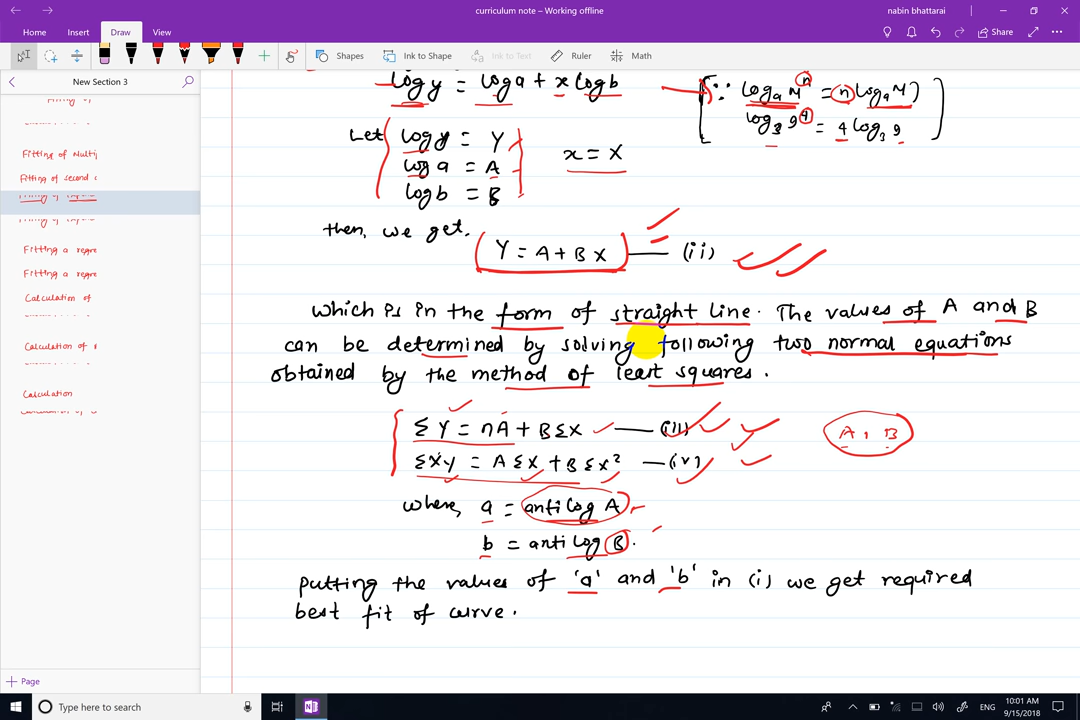 curriculum note – Working offline
nabin bhattarai
Home Insert Draw View
Share
Shapes
Ink to Shape
Ink to Text
Ruler
Math
New Section 3
Fitting of Multi
Fitting of second
Fitting a regre
Fitting a regre
Calculation of
Calculation of
Calculation
Page
log y = log a + x log b
[∵ logₐ Mⁿ = n logₐ M]
log₃ 9⁴ = 4 log₃ 9
Let log y = Y
log a = A
log b = B
x = X
then, we get.
Y = A + B X — (ii)
which is in the form of straight line. The values of A and B
can be determined by solving following two normal equations
obtained by the method of least squares.
ΣY = nA + BΣX — (iii)
ΣXY = AΣX + BΣX² — (iv)
A, B
where, a = antilog A
b = antilog B.
putting the values of 'a' and 'b' in (i) we get required
best fit of curve.
Type here to search
ENG
10:01 AM
9/15/2018